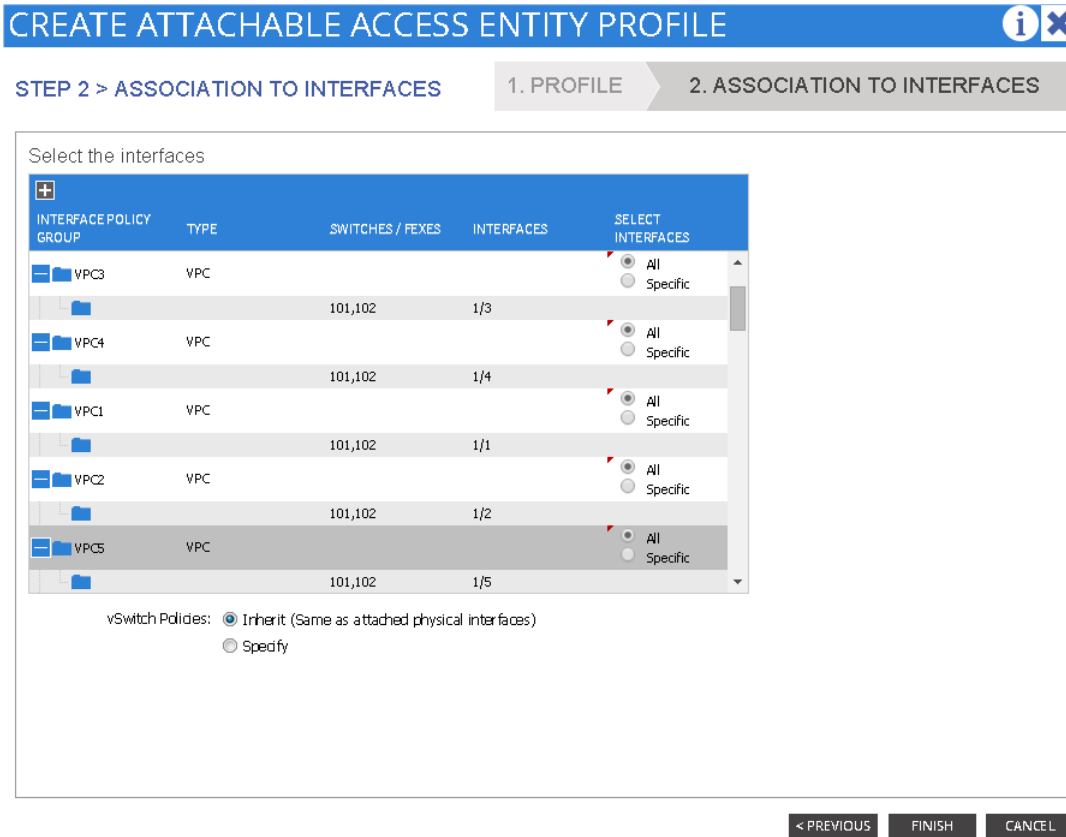 CREATE ATTACHABLE ACCESS ENTITY PROFILE
i
STEP 2 > ASSOCIATION TO INTERFACES
1. PROFILE
2. ASSOCIATION TO INTERFACES
Select the interfaces
INTERFACE POLICY GROUP TYPE SWITCHES / FEXES INTERFACES SELECT INTERFACES
VPC3 VPC All
Specific
101,102 1/3
VPC4 VPC All
Specific
101,102 1/4
VPC1 VPC All
Specific
101,102 1/1
VPC2 VPC All
Specific
101,102 1/2
VPC5 VPC All
Specific
101,102 1/5
vSwitch Policies: Inherit (Same as attached physical interfaces)
Specify
< PREVIOUS FINISH CANCEL